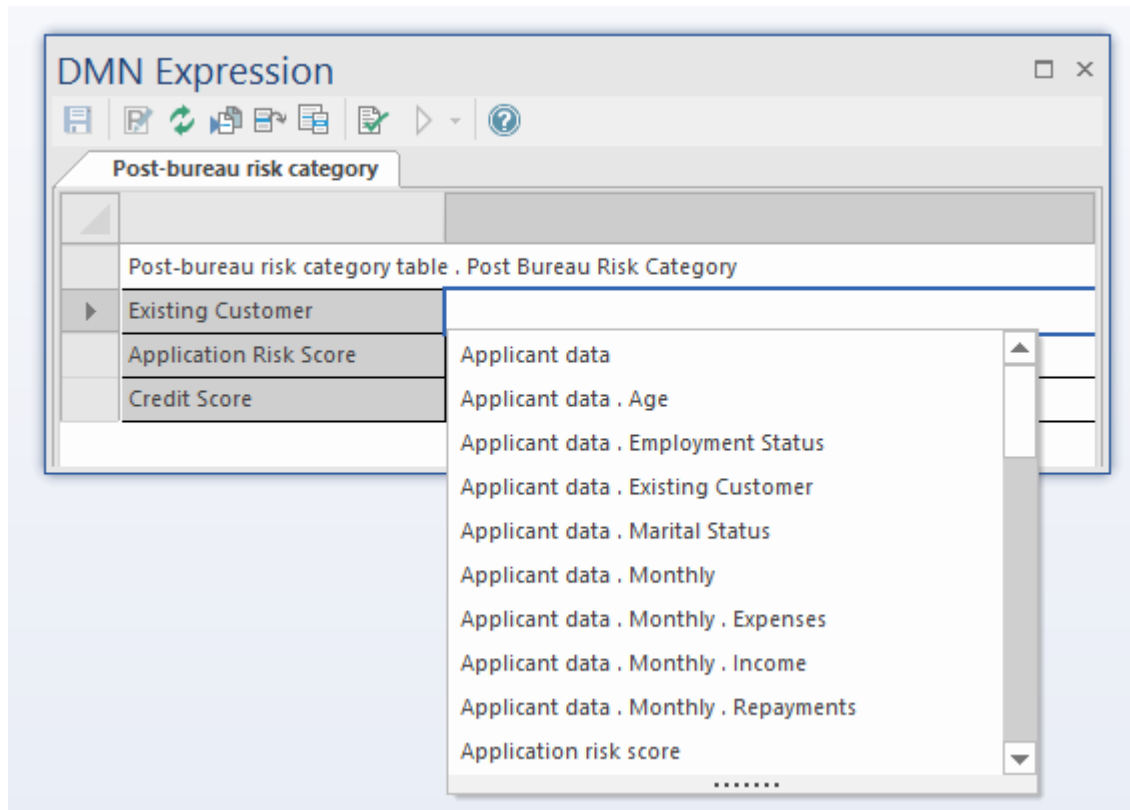 DMN Expression
Post-bureau risk category
Post-bureau risk category table . Post Bureau Risk Category
Existing Customer
Application Risk Score
Credit Score
Applicant data
Applicant data . Age
Applicant data . Employment Status
Applicant data . Existing Customer
Applicant data . Marital Status
Applicant data . Monthly
Applicant data . Monthly . Expenses
Applicant data . Monthly . Income
Applicant data . Monthly . Repayments
Application risk score